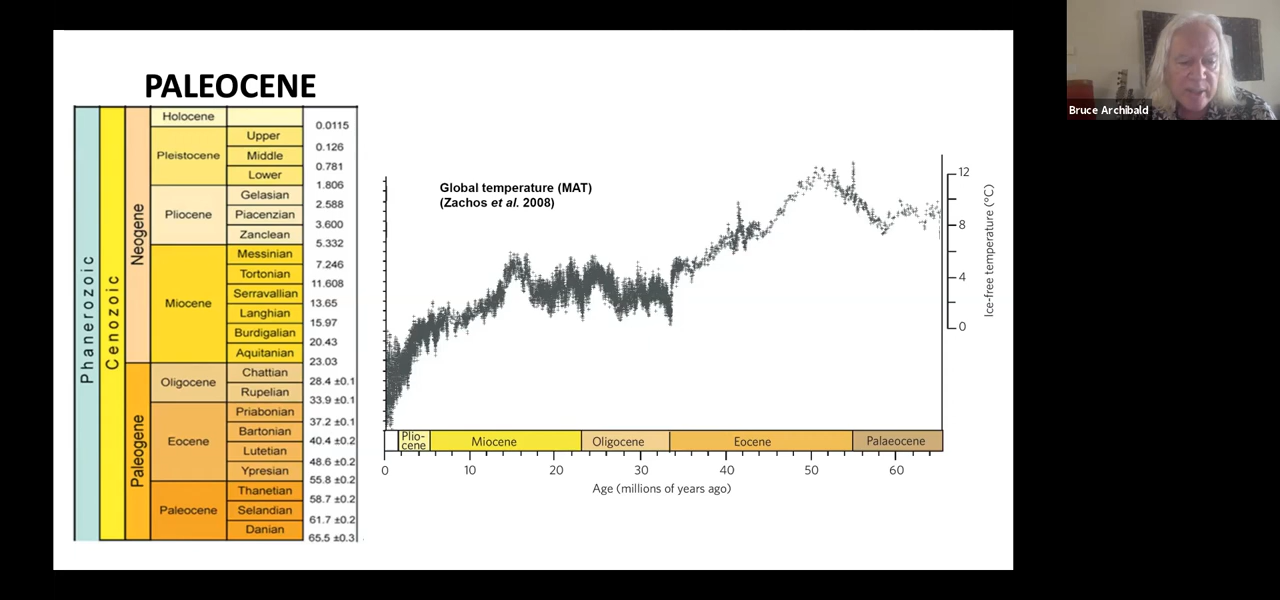 PALEOCENE
Phanerozoic
Cenozoic
Neogene
Paleogene
Holocene
0.0115
Pleistocene
Upper
0.126
Middle
0.781
Lower
1.806
Pliocene
Gelasian
2.588
Piacenzian
3.600
Zanclean
5.332
Miocene
Messinian
7.246
Tortonian
11.608
Serravallian
13.65
Langhian
15.97
Burdigalian
20.43
Aquitanian
23.03
Oligocene
Chattian
28.4 ±0.1
Rupelian
33.9 ±0.1
Eocene
Priabonian
37.2 ±0.1
Bartonian
40.4 ±0.2
Lutetian
48.6 ±0.2
Ypresian
55.8 ±0.2
Paleocene
Thanetian
58.7 ±0.2
Selandian
61.7 ±0.2
Danian
65.5 ±0.3
Global temperature (MAT)
(Zachos et al. 2008)
12
8
4
0
Ice-free temperature (°C)
Plio-
cene
Miocene
Oligocene
Eocene
Palaeocene
0 10 20 30 40 50 60
Age (millions of years ago)
Bruce Archibald